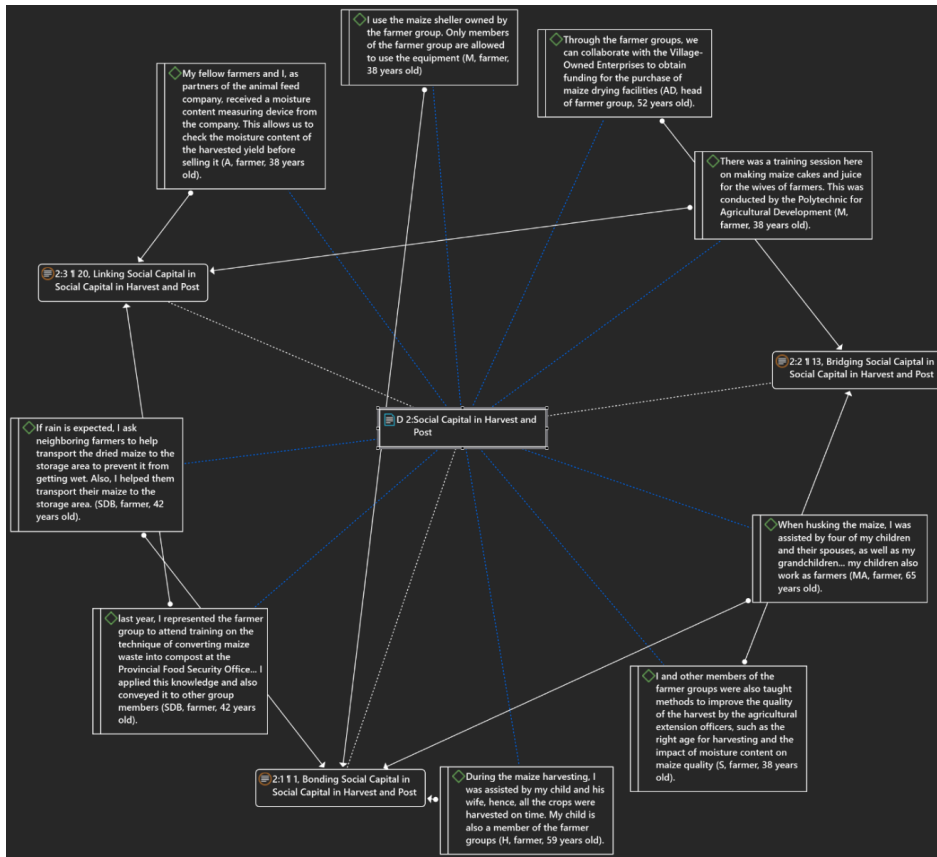 I use the maize sheller owned by
the farmer group. Only members
of the farmer group are allowed
to use the equipment (M, farmer,
38 years old)
Through the farmer groups, we
can collaborate with the Village-
Owned Enterprises to obtain
funding for the purchase of
maize drying facilities (AD, head
of farmer group, 52 years old).
My fellow farmers and I, as
partners of the animal feed
company, received a moisture
content measuring device from
the company. This allows us to
check the moisture content of
the harvested yield before
selling it (A, farmer, 38 years
old).
There was a training session here
on making maize cakes and juice
for the wives of farmers. This was
conducted by the Polytechnic for
Agricultural Development (M,
farmer, 38 years old).
2:3 ¶ 20, Linking Social Capital in
Social Capital in Harvest and Post
2:2 ¶ 13, Bridging Social Caiptal in
Social Capital in Harvest and Post
D 2:Social Capital in Harvest and
Post
If rain is expected, I ask
neighboring farmers to help
transport the dried maize to the
storage area to prevent it from
getting wet. Also, I helped them
transport their maize to the
storage area. (SDB, farmer, 42
years old).
When husking the maize, I was
assisted by four of my children
and their spouses, as well as my
grandchildren... my children also
work as farmers (MA, farmer, 65
years old).
last year, I represented the farmer
group to attend training on the
technique of converting maize
waste into compost at the
Provincial Food Security Office... I
applied this knowledge and also
conveyed it to other group
members (SDB, farmer, 42 years
old).
I and other members of the
farmer groups were also taught
methods to improve the quality
of the harvest by the agricultural
extension officers, such as the
right age for harvesting and the
impact of moisture content on
maize quality (S, farmer, 38 years
old).
2:1 ¶ 1, Bonding Social Capital in
Social Capital in Harvest and Post
During the maize harvesting, I
was assisted by my child and his
wife, hence, all the crops were
harvested on time. My child is
also a member of the farmer
groups (H, farmer, 59 years old).